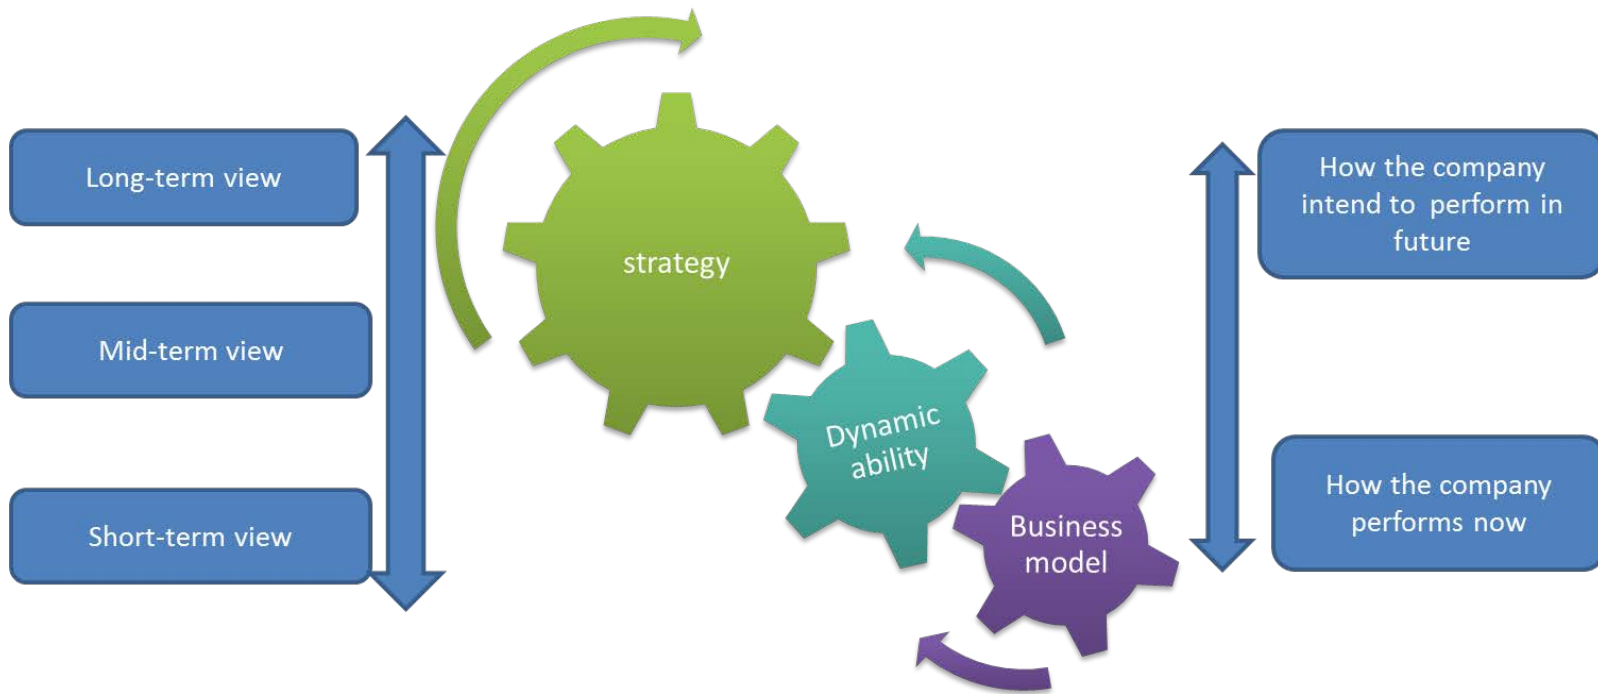 Long-term view
Mid-term view
Short-term view
strategy
Dynamic
ability
Business
model
How the company
intend to perform in
future
How the company
performs now